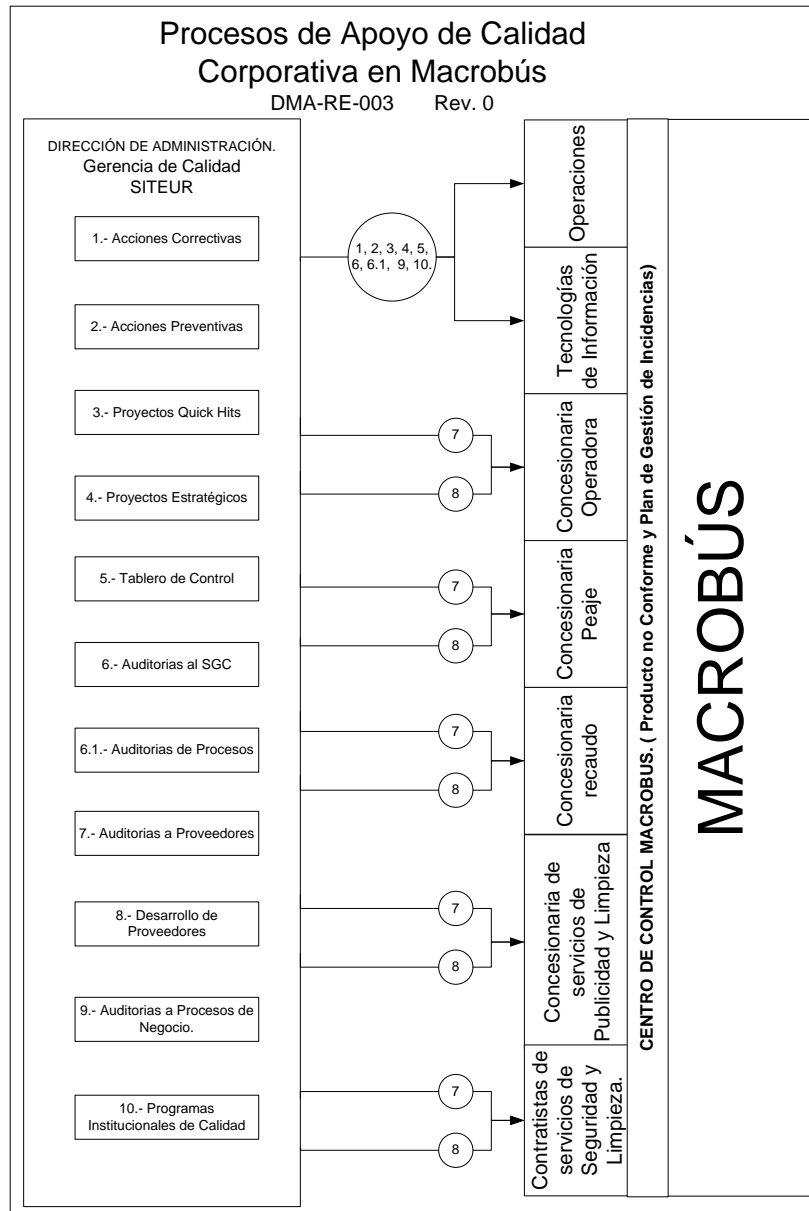 Procesos de Apoyo de Calidad
Corporativa en Macrobús
DMA-RE-003 Rev. 0
DIRECCIÓN DE ADMINISTRACIÓN.
Gerencia de Calidad
SITEUR
1.- Acciones Correctivas
2.- Acciones Preventivas
3.- Proyectos Quick Hits
4.- Proyectos Estratégicos
5.- Tablero de Control
6.- Auditorias al SGC
6.1.- Auditorias de Procesos
7.- Auditorias a Proveedores
8.- Desarrollo de
Proveedores
9.- Auditorias a Procesos de
Negocio.
10.- Programas
Institucionales de Calidad
1, 2, 3, 4, 5,
6, 6.1, 9, 10.
7
8
7
8
7
8
7
8
7
8
Operaciones
Tecnologías
de Información
Concesionaria
Operadora
Concesionaria
Peaje
Concesionaria
recaudo
Concesionaria de
servicios de
Publicidad y Limpieza
Contratistas de
servicios de
Seguridad y
Limpieza.
CENTRO DE CONTROL MACROBUS. ( Producto no Conforme y Plan de Gestión de Incidencias)
MACROBÚS